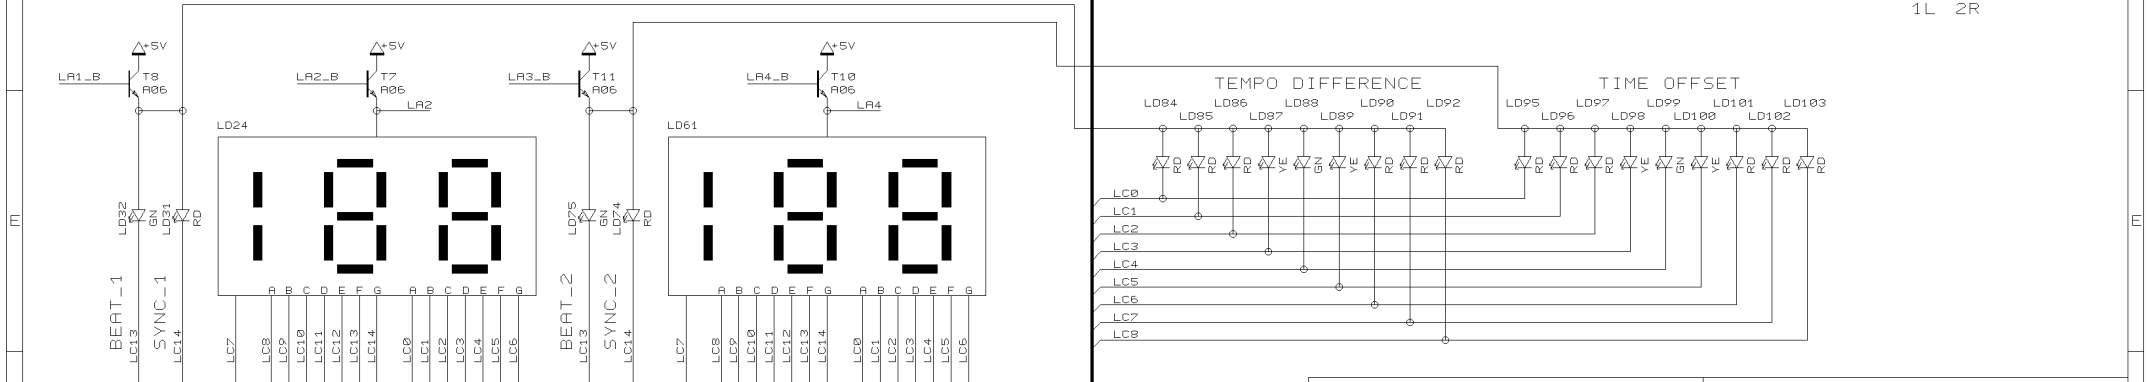 1L 2R
+5V +5V +5V +5V
LA1_B T8 LA2_B T7 LA3_B T11 LA4_B T10
A06 A06 A06 A06
TEMPO DIFFERENCE TIME OFFSET
LA2 LA4
LD84 LD86 LD88 LD90 LD92 LD95 LD97 LD99 LD101 LD103
LD85 LD87 LD89 LD91 LD96 LD98 LD100 LD102
LD24 LD61
RD RD RD YE GN YE RD RD RD RD RD RD YE GN YE RD RD RD
LC0
LC1
LC2
LC3
LC4
LC5
LC6
LC7
LC8
E E
LD32 GN LD31 RD LD75 GN LD74 RD
A B C D E F G A B C D E F G A B C D E F G A B C D E F G
BEAT_1 SYNC_1 BEAT_2 SYNC_2
LC13 LC14 LC7 LC8 LC9 LC10 LC11 LC12 LC13 LC14 LC0 LC1 LC2 LC3 LC4 LC5 LC6
LC13 LC14 LC7 LC8 LC9 LC10 LC11 LC12 LC13 LC14 LC0 LC1 LC2 LC3 LC4 LC5 LC6